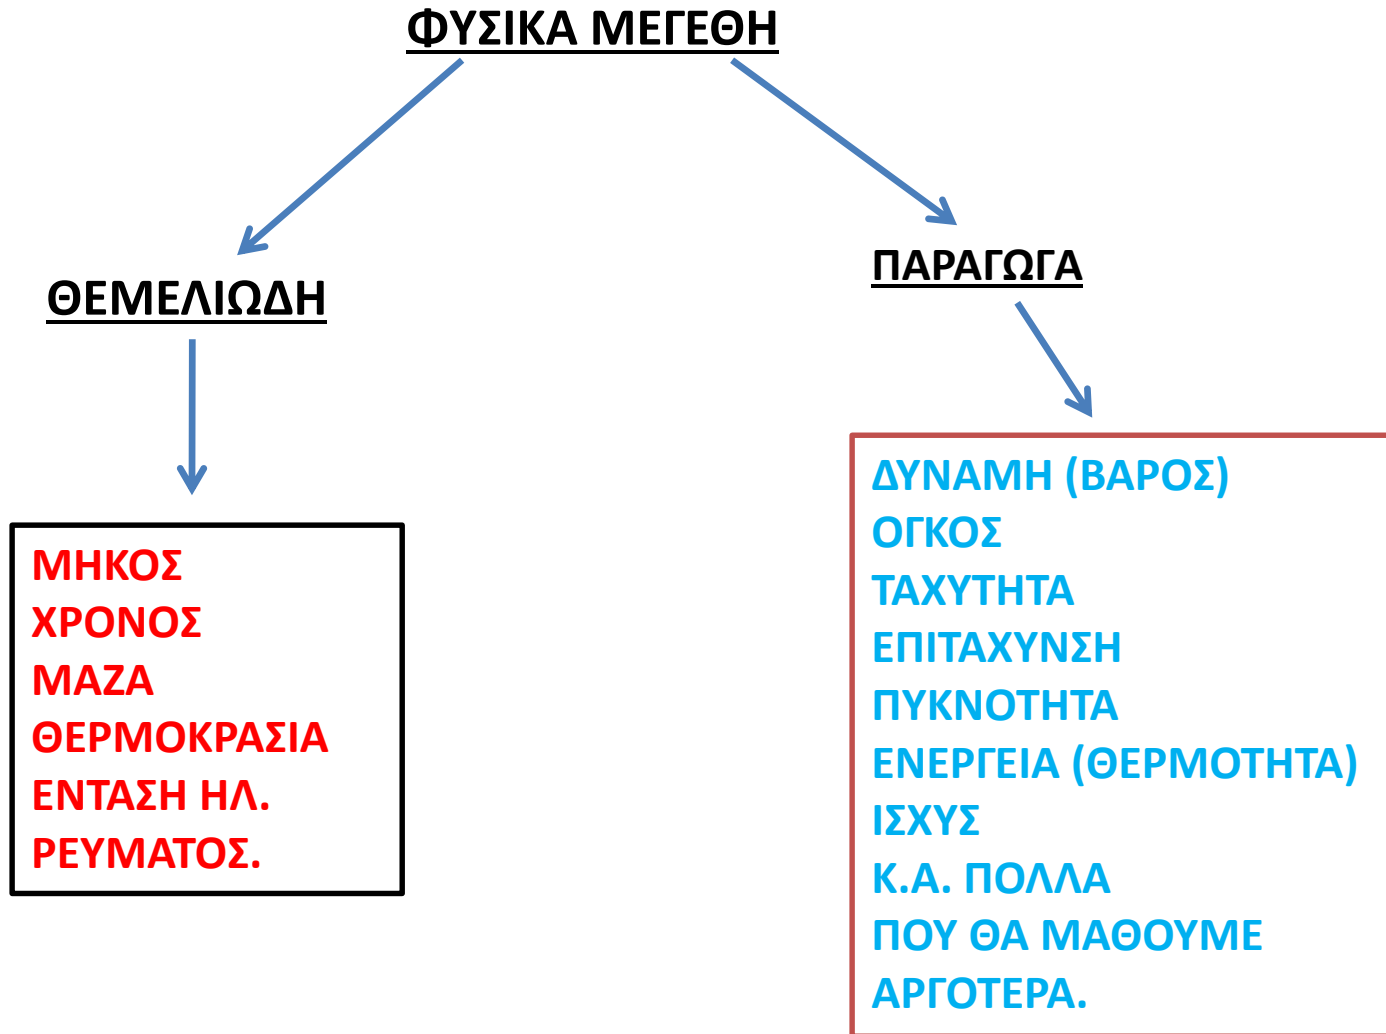 ΦΥΣΙΚΑ ΜΕΓΕΘΗ
ΘΕΜΕΛΙΩΔΗ
ΠΑΡΑΓΩΓΑ
ΜΗΚΟΣ
ΧΡΟΝΟΣ
ΜΑΖΑ
ΘΕΡΜΟΚΡΑΣΙΑ
ΕΝΤΑΣΗ ΗΛ.
ΡΕΥΜΑΤΟΣ.
ΔΥΝΑΜΗ (ΒΑΡΟΣ)
ΟΓΚΟΣ
ΤΑΧΥΤΗΤΑ
ΕΠΙΤΑΧΥΝΣΗ
ΠΥΚΝΟΤΗΤΑ
ΕΝΕΡΓΕΙΑ (ΘΕΡΜΟΤΗΤΑ)
ΙΣΧΥΣ
Κ.Α. ΠΟΛΛΑ
ΠΟΥ ΘΑ ΜΑΘΟΥΜΕ
ΑΡΓΟΤΕΡΑ.